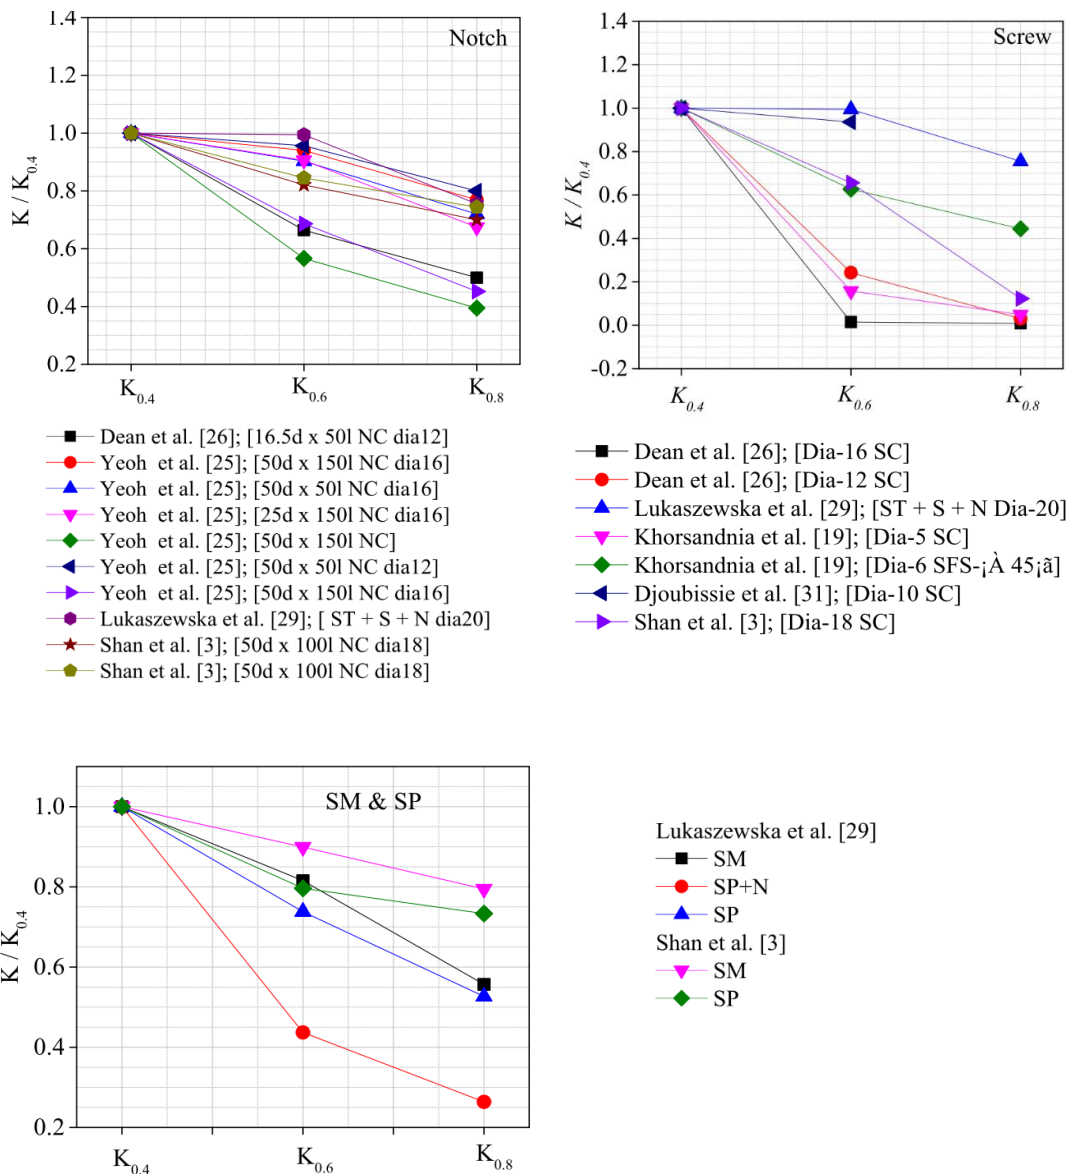 Notch
1.4
1.2
1.0
0.8
0.6
0.4
0.2
K / K0.4
K0.4
K0.6
K0.8
Dean et al. [26]; [16.5d x 50l NC dia12]
Yeoh et al. [25]; [50d x 150l NC dia16]
Yeoh et al. [25]; [50d x 50l NC dia16]
Yeoh et al. [25]; [25d x 150l NC dia16]
Yeoh et al. [25]; [50d x 150l NC]
Yeoh et al. [25]; [50d x 50l NC dia12]
Yeoh et al. [25]; [50d x 150l NC dia16]
Lukaszewska et al. [29]; [ ST + S + N dia20]
Shan et al. [3]; [50d x 100l NC dia18]
Shan et al. [3]; [50d x 100l NC dia18]
Screw
1.4
1.2
1.0
0.8
0.6
0.4
0.2
0.0
-0.2
K / K0.4
K0.4
K0.6
K0.8
Dean et al. [26]; [Dia-16 SC]
Dean et al. [26]; [Dia-12 SC]
Lukaszewska et al. [29]; [ST + S + N Dia-20]
Khorsandnia et al. [19]; [Dia-5 SC]
Khorsandnia et al. [19]; [Dia-6 SFS-¡À 45¡ã]
Djoubissie et al. [31]; [Dia-10 SC]
Shan et al. [3]; [Dia-18 SC]
SM & SP
1.0
0.8
0.6
0.4
0.2
K / K0.4
K0.4
K0.6
K0.8
Lukaszewska et al. [29]
SM
SP+N
SP
Shan et al. [3]
SM
SP